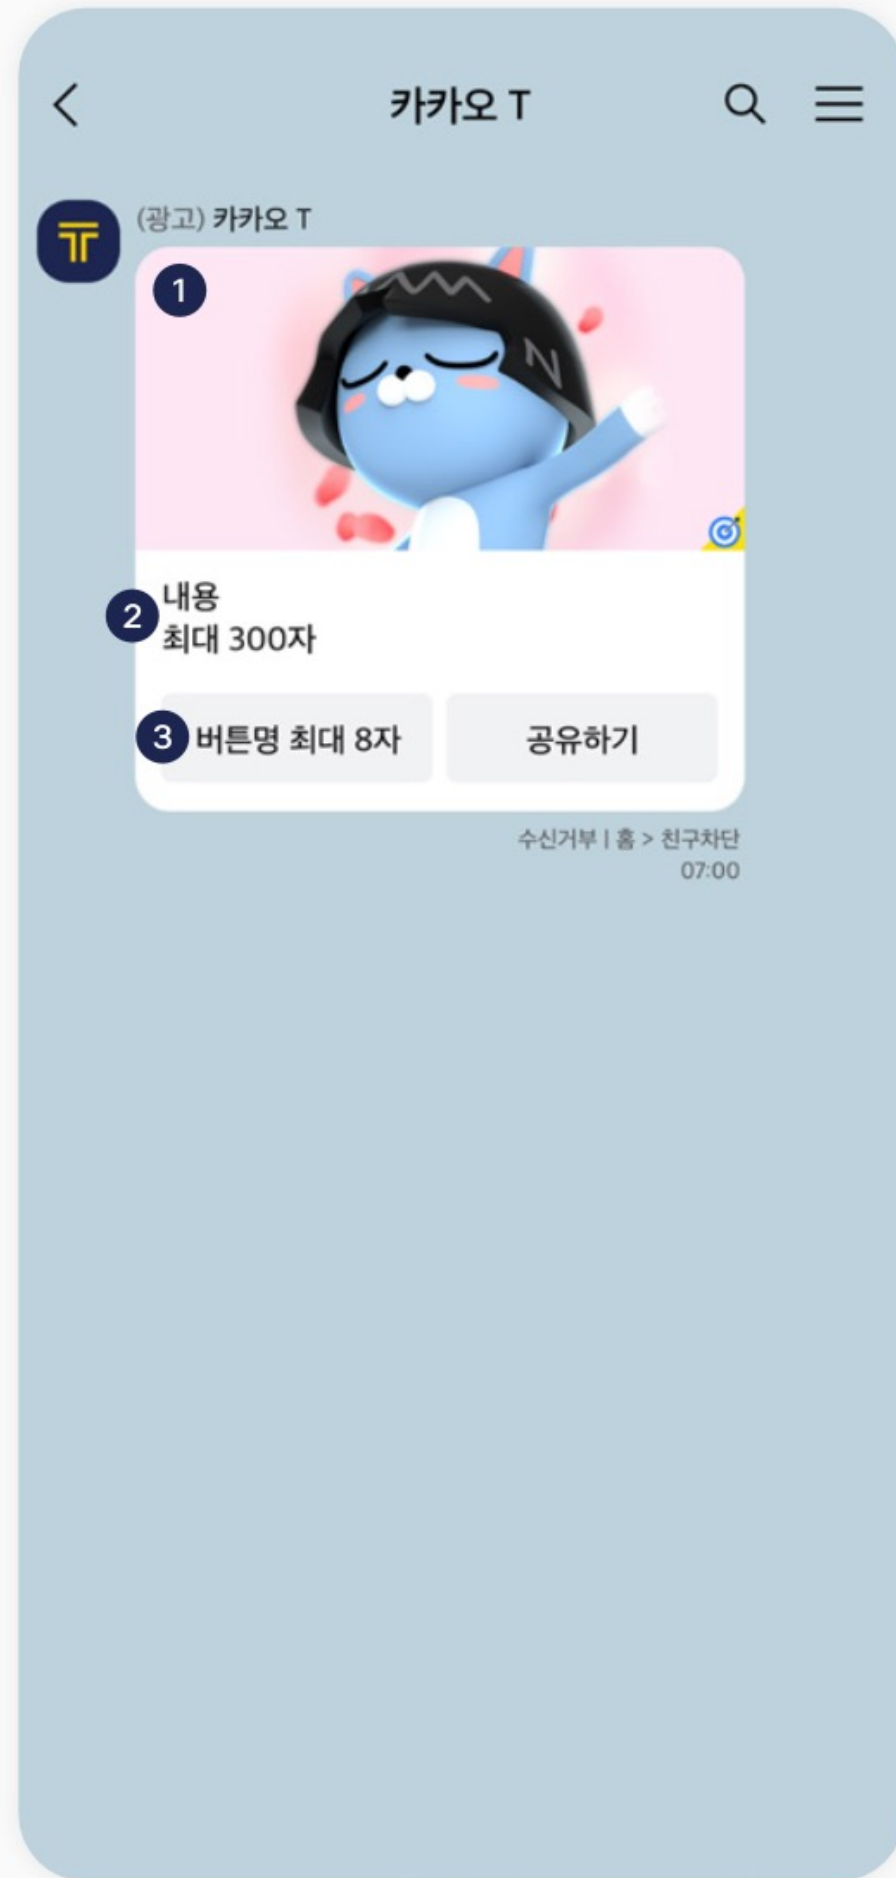 카카오 T
(광고) 카카오 T
1
N
2 내용
최대 300자
3 버튼명 최대 8자
공유하기
수신거부 | 홈 > 친구차단
07:00